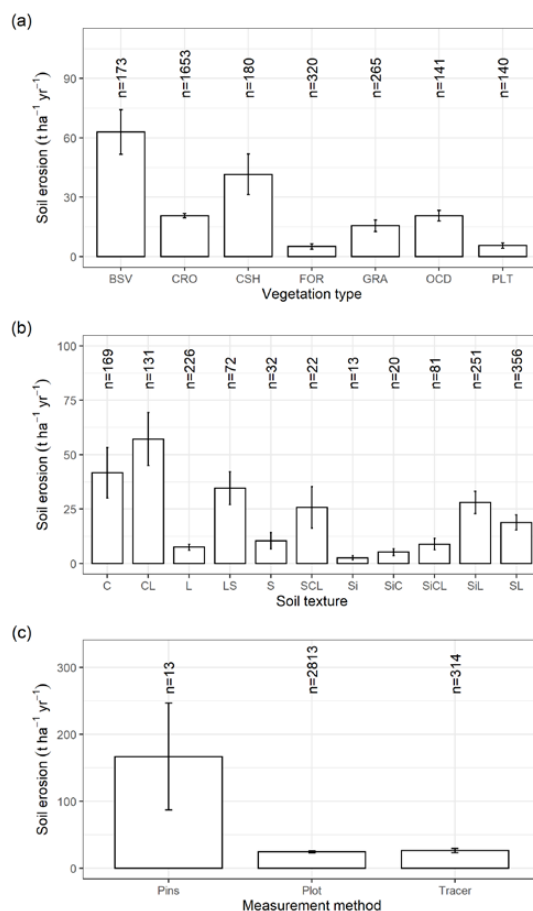 (a)
n=173 n=1653 n=180 n=320 n=265 n=141 n=140
90
60
30
0
Soil erosion (t ha⁻¹ yr⁻¹)
BSV CRO CSH FOR GRA OCD PLT
Vegetation type
(b)
n=169 n=131 n=226 n=72 n=32 n=22 n=13 n=20 n=81 n=251 n=356
100
75
50
25
0
Soil erosion (t ha⁻¹ yr⁻¹)
C CL L LS S SCL Si SiC SiCL SiL SL
Soil texture
(c)
n=13 n=2813 n=314
300
200
100
0
Soil erosion (t ha⁻¹ yr⁻¹)
Pins Plot Tracer
Measurement method